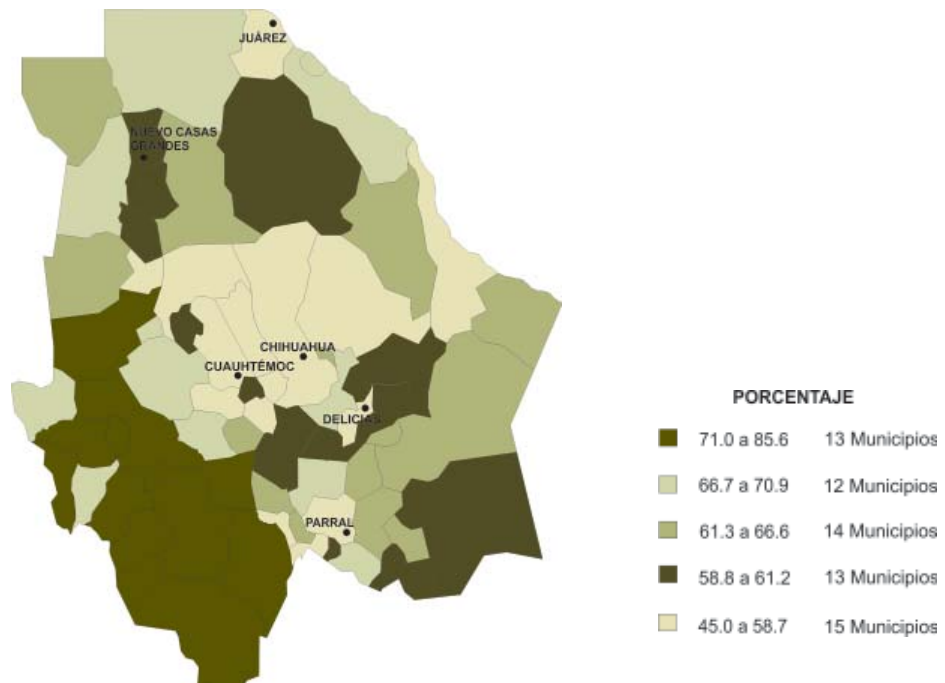 JUÁREZ
NUEVO CASAS
GRANDES
CHIHUAHUA
CUAUHTÉMOC
DELICIAS
PARRAL
PORCENTAJE
71.0 a 85.6 13 Municipios
66.7 a 70.9 12 Municipios
61.3 a 66.6 14 Municipios
58.8 a 61.2 13 Municipios
45.0 a 58.7 15 Municipios